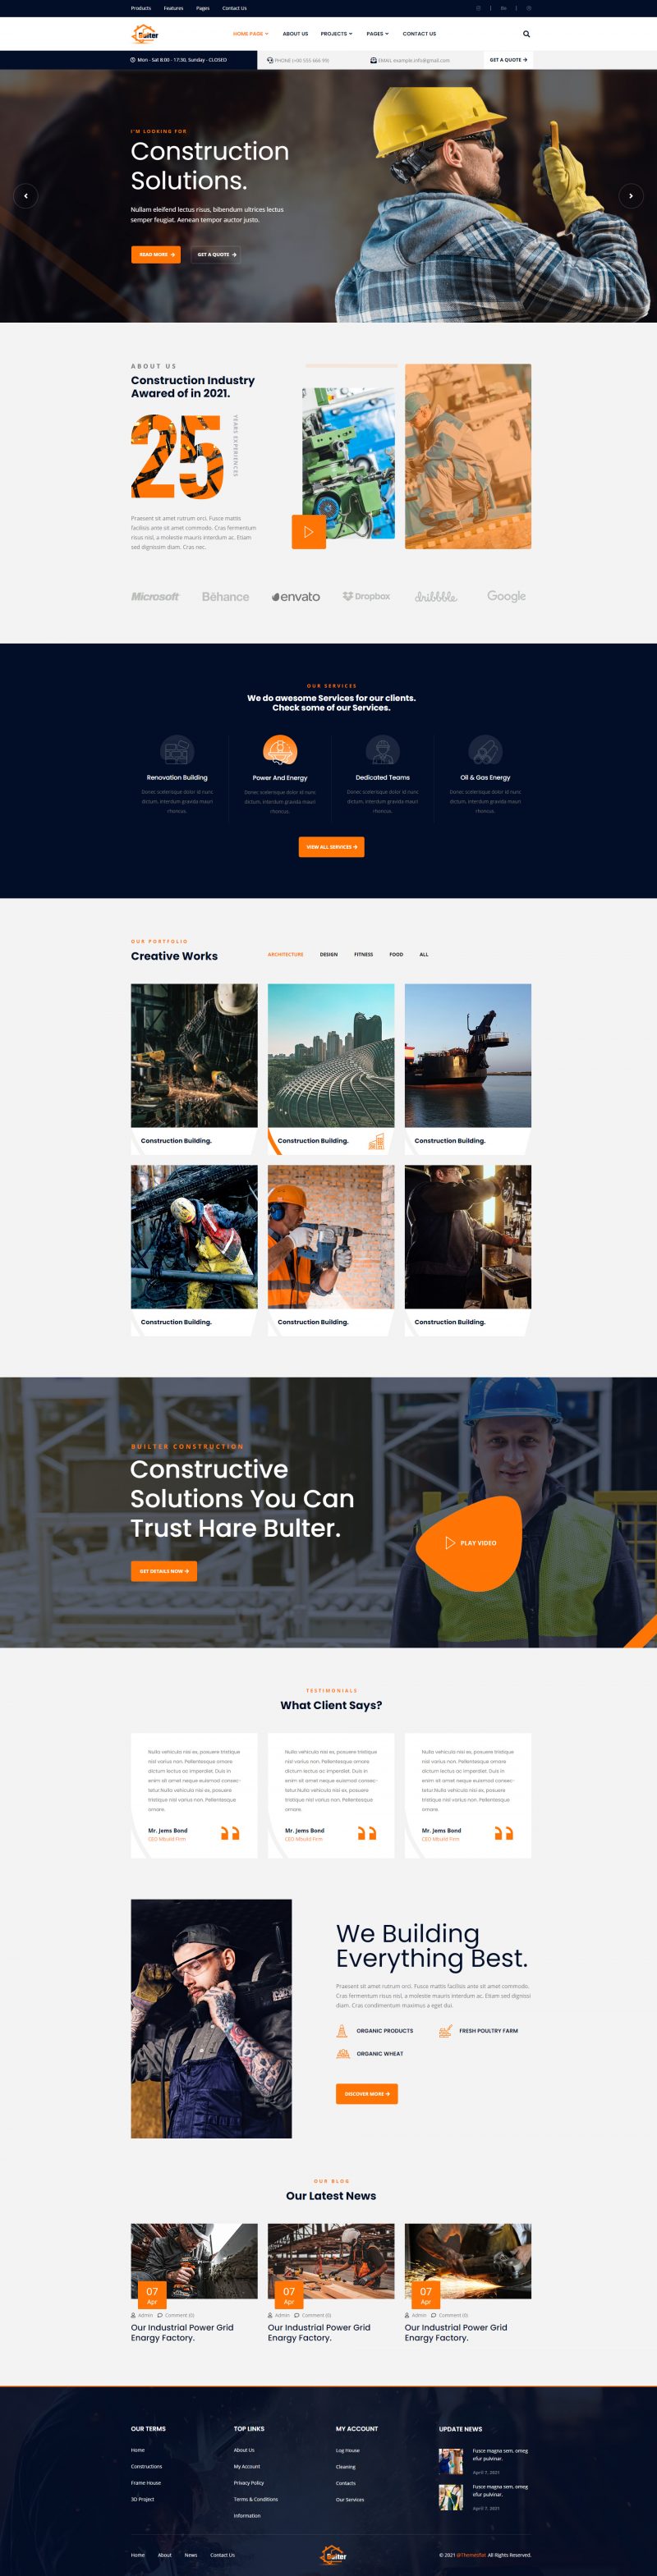 Products Features Pages Contact Us
Builter
HOME PAGE ABOUT US PROJECTS PAGES CONTACT US
Mon - Sat 8:00 - 17:30, Sunday - CLOSED
PHONE (+00 555 666 99)
EMAIL example.info@gmail.com
GET A QUOTE
I'M LOOKING FOR
Construction
Solutions.
Nullam eleifend lectus risus, bibendum ultrices lectus
semper feugiat. Aenean tempor auctor justo.
READ MORE
GET A QUOTE
ABOUT US
Construction Industry
Awared of in 2021.
25
YEARS EXPERIENCES
Praesent sit amet rutrum orci. Fusce mattis
facilisis ante sit amet commodo. Cras fermentum
risus nisl, a molestie mauris interdum ac. Etiam
sed dignissim diam. Cras nec..
Microsoft Bēhance envato Dropbox dribbble Google
OUR SERVICES
We do awesome Services for our clients.
Check some of our Services.
Renovation Building
Donec scelerisque dolor id nunc
dictum, interdum gravida mauri
rhoncus.
Power And Energy
Donec scelerisque dolor id nunc
dictum, interdum gravida mauri
rhoncus.
Dedicated Teams
Donec scelerisque dolor id nunc
dictum, interdum gravida mauri
rhoncus.
Oil & Gas Energy
Donec scelerisque dolor id nunc
dictum, interdum gravida mauri
rhoncus.
VIEW ALL SERVICES
OUR PORTFOLIO
Creative Works
ARCHITECTURE DESIGN FITNESS FOOD ALL
Construction Building.
Construction Building.
Construction Building.
Construction Building.
Construction Building.
Construction Building.
BUILTER CONSTRUCTION
Constructive
Solutions You Can
Trust Hare Bulter.
GET DETAILS NOW
PLAY VIDEO
TESTIMONIALS
What Client Says?
Nulla vehicula nisl es, posuere tristique
nisl varius non. Pellentesque ornare
dictum lectus ac imperdiet. Duis in
enim sit amet neque euismod consec-
tetur.Nulla vehicula nisl es, posuere
tristique nisl varius non. Pellentesque
ornare.
Mr. Jems Bond
CEO Mbuild Firm
Nulla vehicula nisl es, posuere tristique
nisl varius non. Pellentesque ornare
dictum lectus ac imperdiet. Duis in
enim sit amet neque euismod consec-
tetur.Nulla vehicula nisl es, posuere
tristique nisl varius non. Pellentesque
ornare.
Mr. Jems Bond
CEO Mbuild Firm
Nulla vehicula nisl es, posuere tristique
nisl varius non. Pellentesque ornare
dictum lectus ac imperdiet. Duis in
enim sit amet neque euismod consec-
tetur.Nulla vehicula nisl es, posuere
tristique nisl varius non. Pellentesque
ornare.
Mr. Jems Bond
CEO Mbuild Firm
We Building
Everything Best.
Praesent sit amet rutrum orci. Fusce mattis facilisis ante sit amet commodo.
Cras fermentum risus nisl, a molestie mauris interdum ac. Etiam sed dignissi
diam. Cras condimentum maximus a eget dui.
ORGANIC PRODUCTS
FRESH POULTRY FARM
ORGANIC WHEAT
DISCOVER MORE
OUR BLOG
Our Latest News
07
Apr
Admin Comment (0)
Our Industrial Power Grid
Enargy Factory.
07
Apr
Admin Comment (0)
Our Industrial Power Grid
Enargy Factory.
07
Apr
Admin Comment (0)
Our Industrial Power Grid
Enargy Factory.
OUR TERMS
Home
Constructions
Frame House
3D Project
TOP LINKS
About Us
My Account
Privacy Policy
Terms & Conditions
Information
MY ACCOUNT
Log House
Cleaning
Contacts
Our Services
UPDATE NEWS
Fusce magna sem, omeg
efur pulvinar.
April 7, 2021
Fusce magna sem, omeg
efur pulvinar.
April 7, 2021
Home About News Contact Us
Builter
© 2021 @Themesflat. All Rights Reserved.